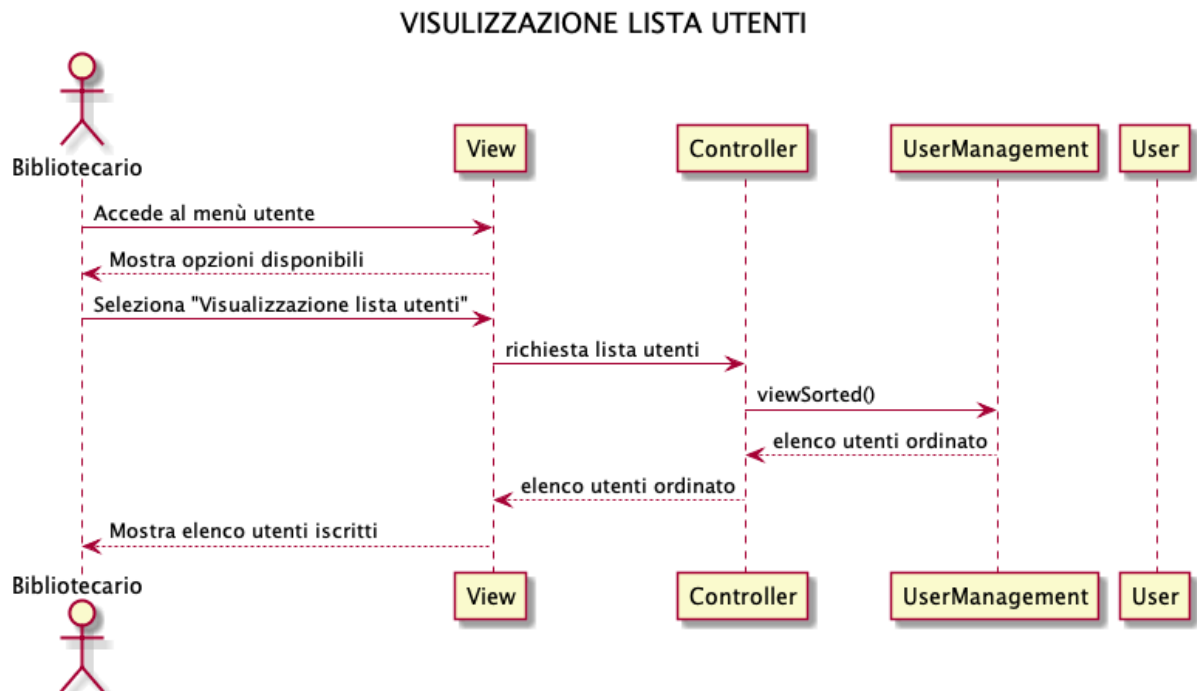 VISULIZZAZIONE LISTA UTENTI
Bibliotecario
View
Controller
UserManagement
User
Accede al menù utente
Mostra opzioni disponibili
Seleziona "Visualizzazione lista utenti"
richiesta lista utenti
viewSorted()
elenco utenti ordinato
elenco utenti ordinato
Mostra elenco utenti iscritti
Bibliotecario
View
Controller
UserManagement
User